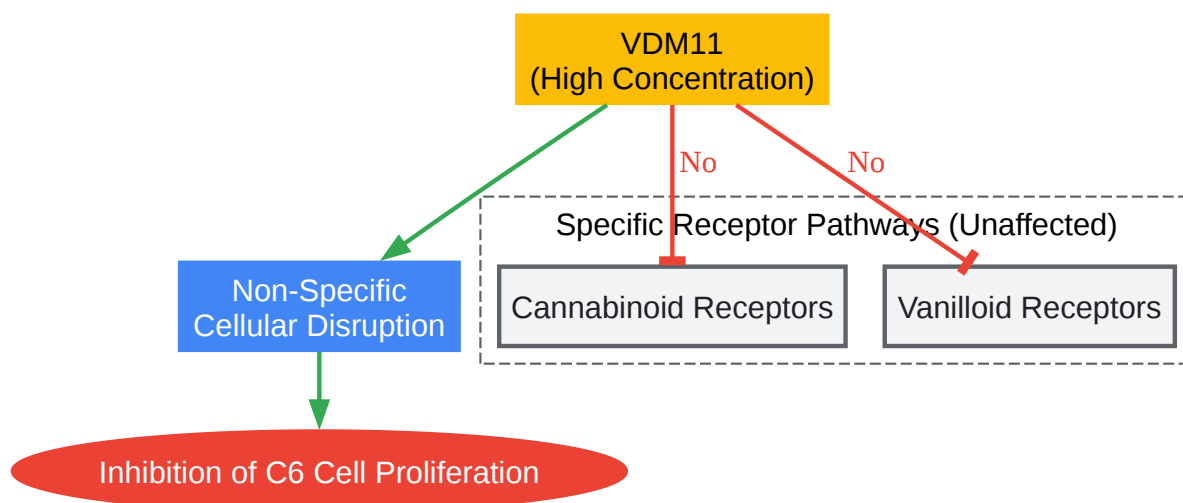 VDM11
(High Concentration)
No
No
Specific Receptor Pathways (Unaffected)
Non-Specific
Cellular Disruption
Cannabinoid Receptors
Vanilloid Receptors
Inhibition of C6 Cell Proliferation